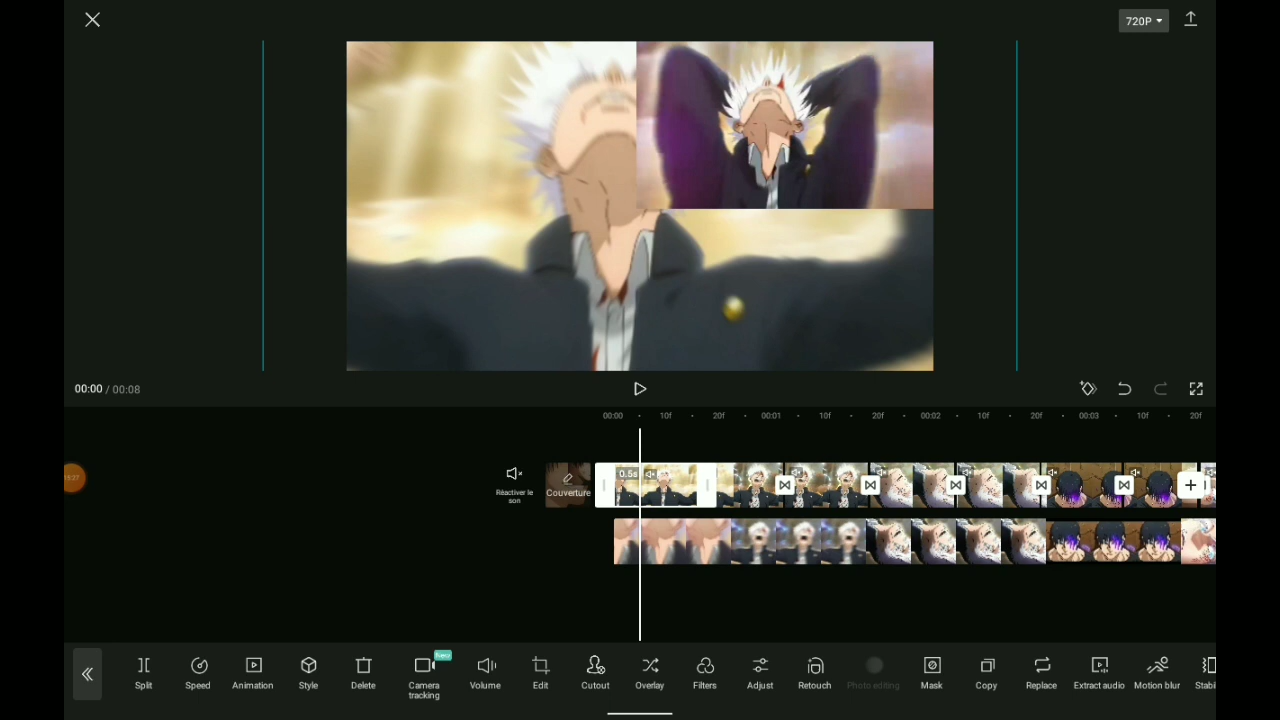 720P
00:00 / 00:08
00:00 10f 20f 00:01 10f 20f 00:02 10f 20f 00:03 10f 20f
0.5s
Réactiver le
son
Couverture
New
Split Speed Animation Style Delete Camera
tracking Volume Edit Cutout Overlay Filters Adjust Retouch Photo editing Mask Copy Replace Extract audio Motion blur Stabi